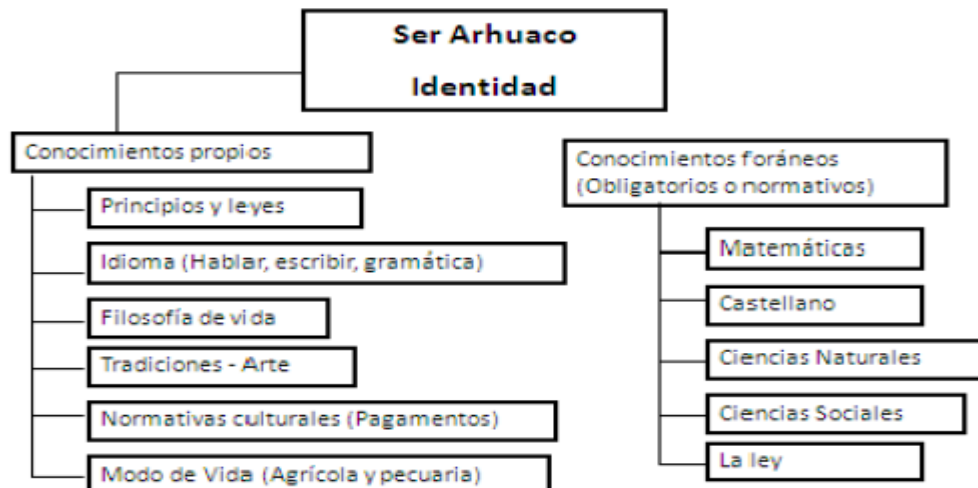 Ser Arhuaco
Identidad
Conocimientos propios
Principios y leyes
Idioma (Hablar, escribir, gramática)
Filosofía de vida
Tradiciones - Arte
Normativas culturales (Pagamentos)
Modo de Vida (Agrícola y pecuaria)
Conocimientos foráneos
(Obligatorios o normativos)
Matemáticas
Castellano
Ciencias Naturales
Ciencias Sociales
La ley